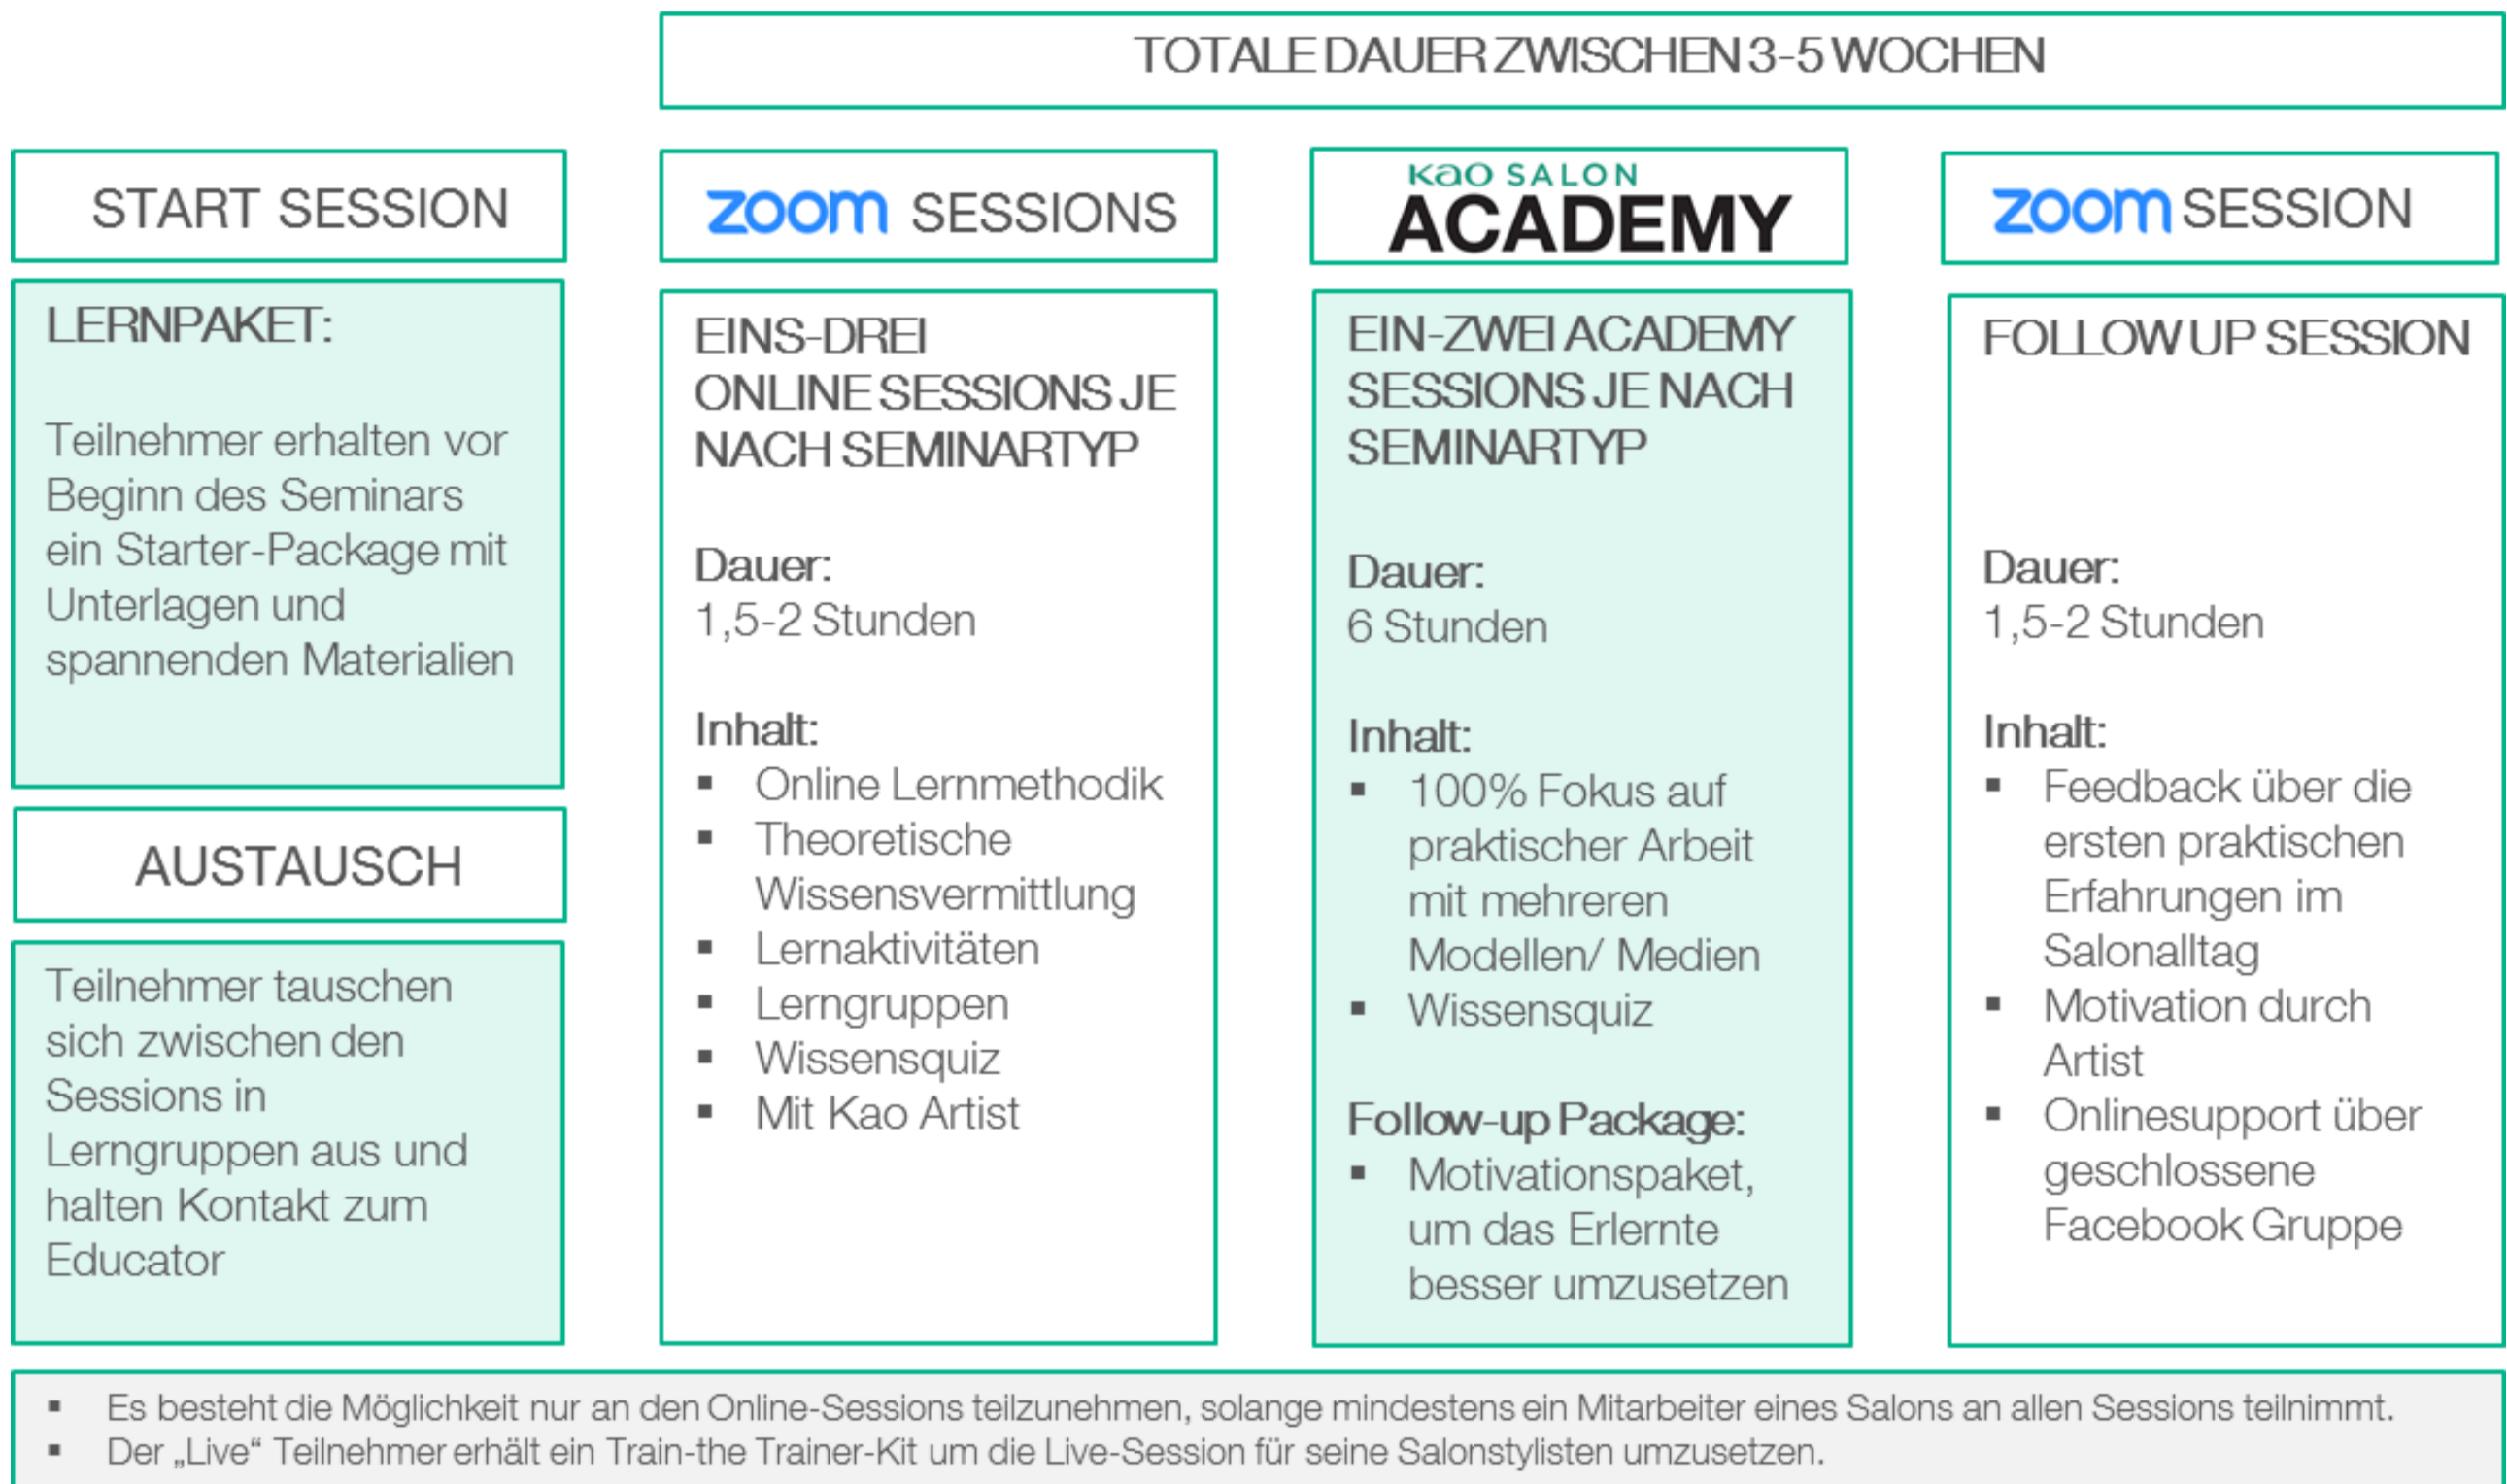 TOTALE DAUER ZWISCHEN 3-5 WOCHEN
START SESSION
LERNPAKET:
Teilnehmer erhalten vor
Beginn des Seminars
ein Starter-Package mit
Unterlagen und
spannenden Materialien
AUSTAUSCH
Teilnehmer tauschen
sich zwischen den
Sessions in
Lerngruppen aus und
halten Kontakt zum
Educator
zoom SESSIONS
EINS-DREI
ONLINE SESSIONS JE
NACH SEMINARTYP
Dauer:
1,5-2 Stunden
Inhalt:
▪ Online Lernmethodik
▪ Theoretische
Wissensvermittlung
▪ Lernaktivitäten
▪ Lerngruppen
▪ Wissensquiz
▪ Mit Kao Artist
Kao SALON
ACADEMY
EIN-ZWEI ACADEMY
SESSIONS JE NACH
SEMINARTYP
Dauer:
6 Stunden
Inhalt:
▪ 100% Fokus auf
praktischer Arbeit
mit mehreren
Modellen/ Medien
▪ Wissensquiz
Follow-up Package:
▪ Motivationspaket,
um das Erlernte
besser umzusetzen
zoom SESSION
FOLLOW UP SESSION
Dauer:
1,5-2 Stunden
Inhalt:
▪ Feedback über die
ersten praktischen
Erfahrungen im
Salonalltag
▪ Motivation durch
Artist
▪ Onlinesupport über
geschlossene
Facebook Gruppe
▪ Es besteht die Möglichkeit nur an den Online-Sessions teilzunehmen, solange mindestens ein Mitarbeiter eines Salons an allen Sessions teilnimmt.
▪ Der „Live“ Teilnehmer erhält ein Train-the Trainer-Kit um die Live-Session für seine Salonstylisten umzusetzen.